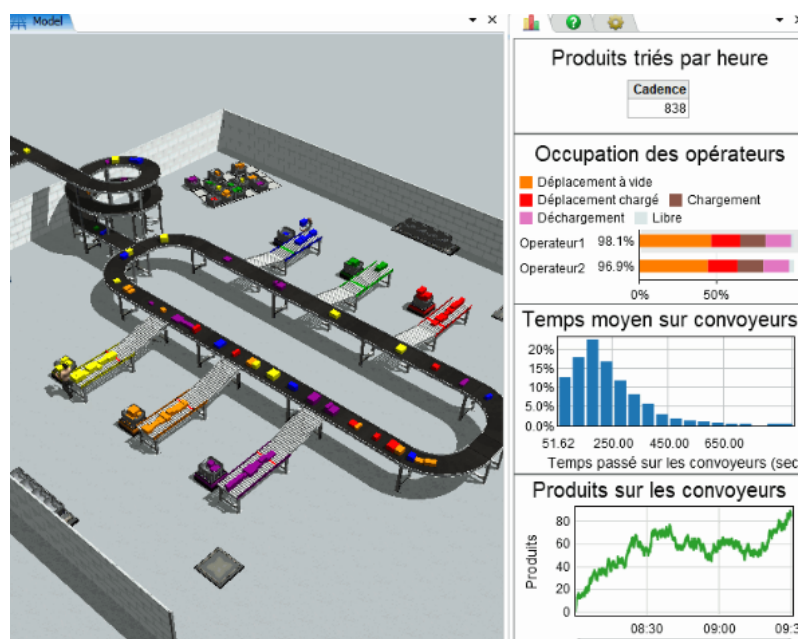 Model
Produits triés par heure
Cadence
838
Occupation des opérateurs
Déplacement à vide
Déplacement chargé Chargement
Déchargement Libre
Operateur1 98.1%
Operateur2 96.9%
0% 50%
Temps moyen sur convoyeurs
20%
15%
10%
5.0%
0.0%
51.62 250.00 450.00 650.00
Temps passé sur les convoyeurs (sec
Produits sur les convoyeurs
Produits
80
60
40
20
0
08:30 09:00 09:3